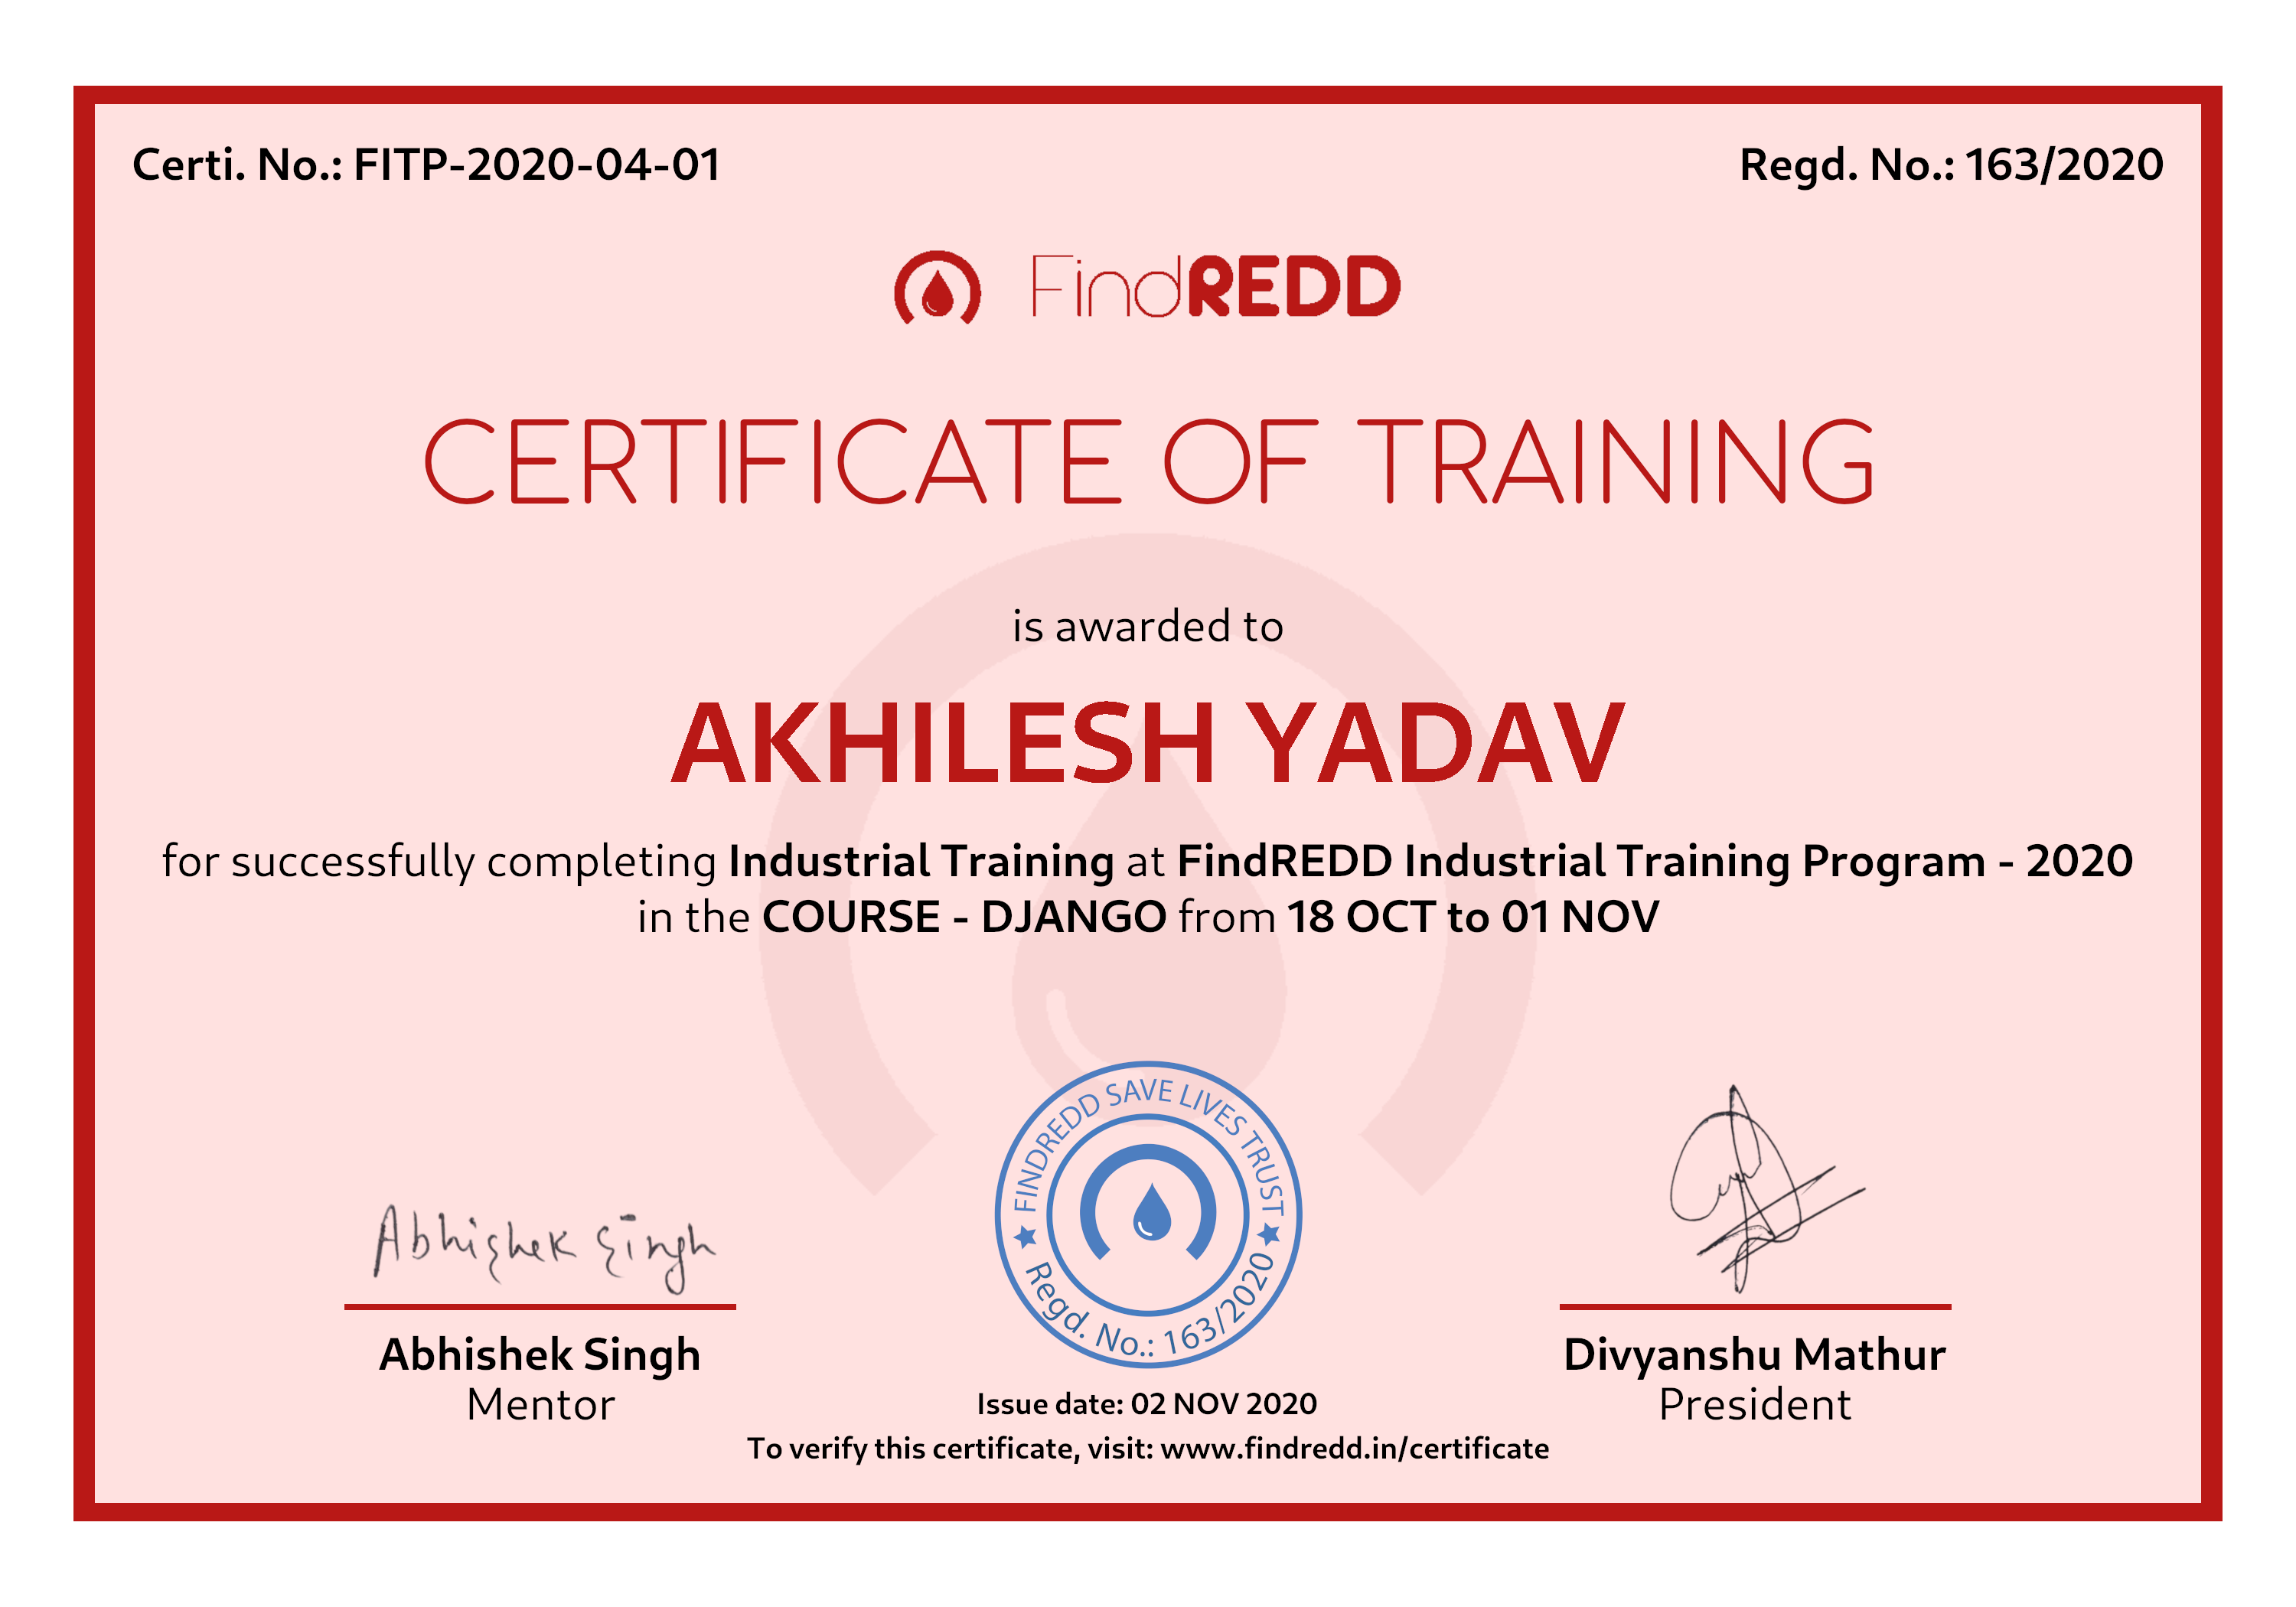 Certi. No.: FITP-2020-04-01
Regd. No.: 163/2020
FindREDD
CERTIFICATE OF TRAINING
is awarded to
AKHILESH YADAV
for successfully completing Industrial Training at FindREDD Industrial Training Program - 2020
in the COURSE - DJANGO from 18 OCT to 01 NOV
Abhishek Singh
Abhishek Singh
Mentor
FINDREDD SAVE LIVES TRUST
Regd. No.: 163/2020
Issue date: 02 NOV 2020
To verify this certificate, visit: www.findredd.in/certificate
Divyanshu Mathur
President